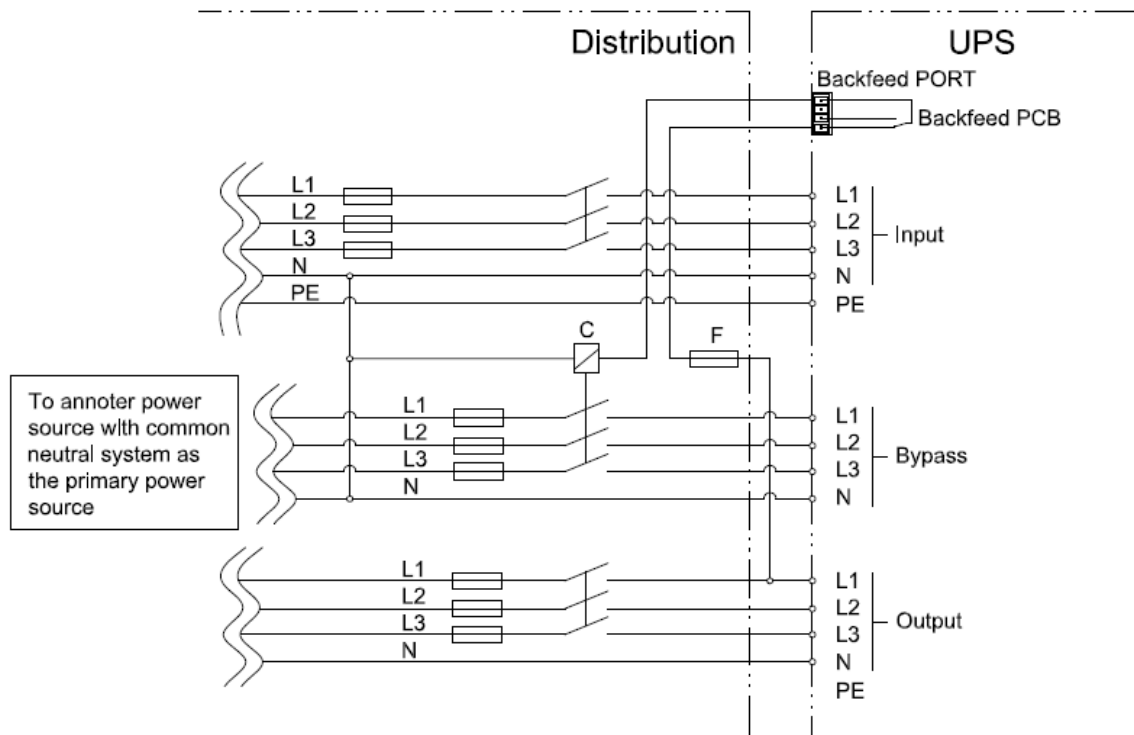 Distribution
UPS
Backfeed PORT
Backfeed PCB
L1
L2
L3
N
PE
L1
L2
L3
N
PE
Input
C
F
To annoter power
source with common
neutral system as
the primary power
source
L1
L2
L3
N
L1
L2
L3
N
Bypass
L1
L2
L3
N
L1
L2
L3
N
PE
Output